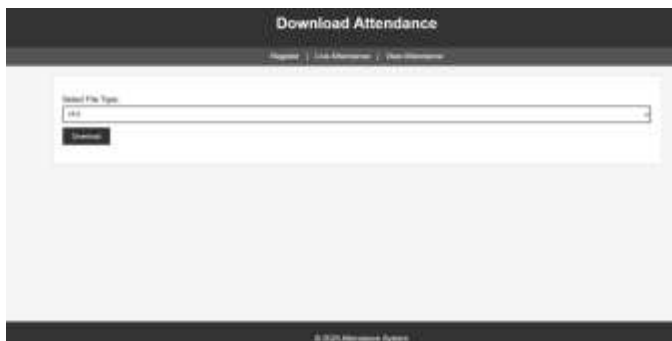 Download Attendance
Register | Live Attendance | View Attendance
Select File Type:
Download
© 2025 Attendance System